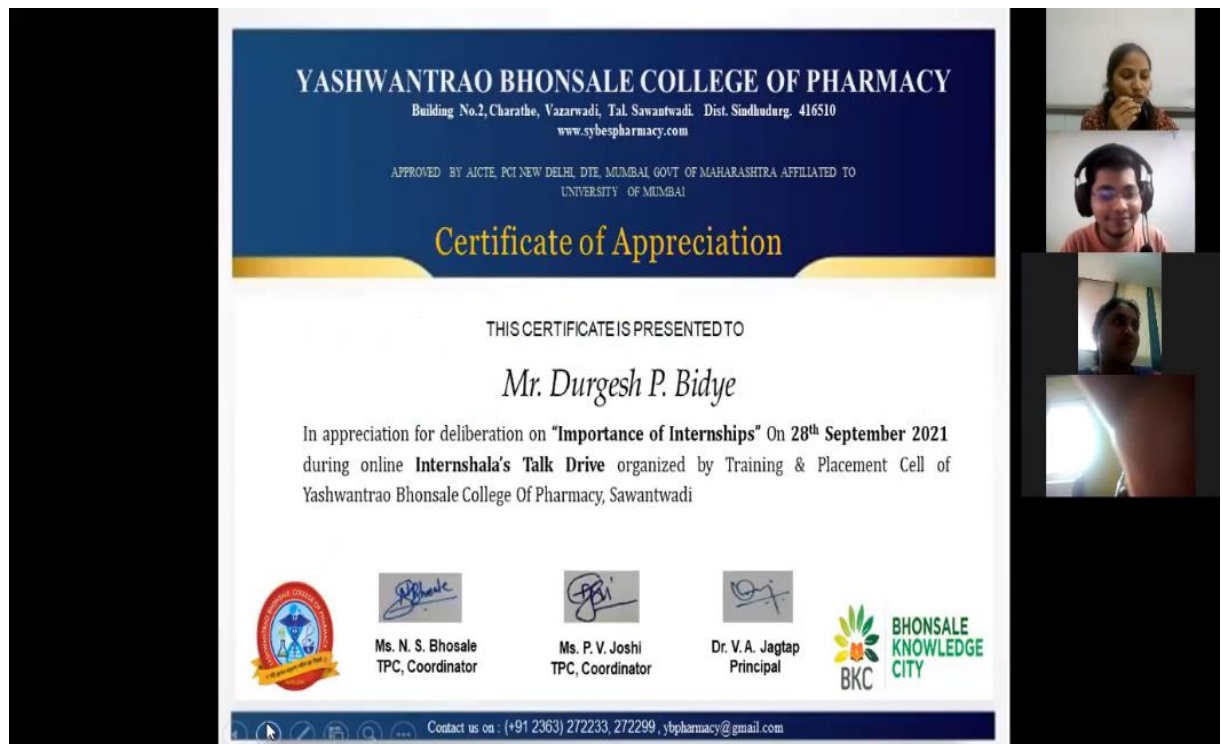 YASHWANTRAO BHONSALE COLLEGE OF PHARMACY
Building No.2, Charathe, Vazarwadi, Tal. Sawantwadi. Dist. Sindhudurg. 416510
www.sybespharmacy.com
APPROVED BY AICTE, PCI NEW DELHI, DTE, MUMBAI, GOVT OF MAHARASHTRA AFFILIATED TO
UNIVERSITY OF MUMBAI
Certificate of Appreciation
THIS CERTIFICATE IS PRESENTED TO
Mr. Durgesh P. Bidye
In appreciation for deliberation on "Importance of Internships" On 28th September 2021
during online Internshala's Talk Drive organized by Training & Placement Cell of
Yashwantrao Bhonsale College Of Pharmacy, Sawantwadi
Ms. N. S. Bhosale
TPC, Coordinator
Ms. P. V. Joshi
TPC, Coordinator
Dr. V. A. Jagtap
Principal
YASHWANTRAO BHONSALE COLLEGE OF PHARMACY
BKC
BHONSALE
KNOWLEDGE
CITY
Contact us on : (+91 2363) 272233, 272299 , ybpharmacy@gmail.com